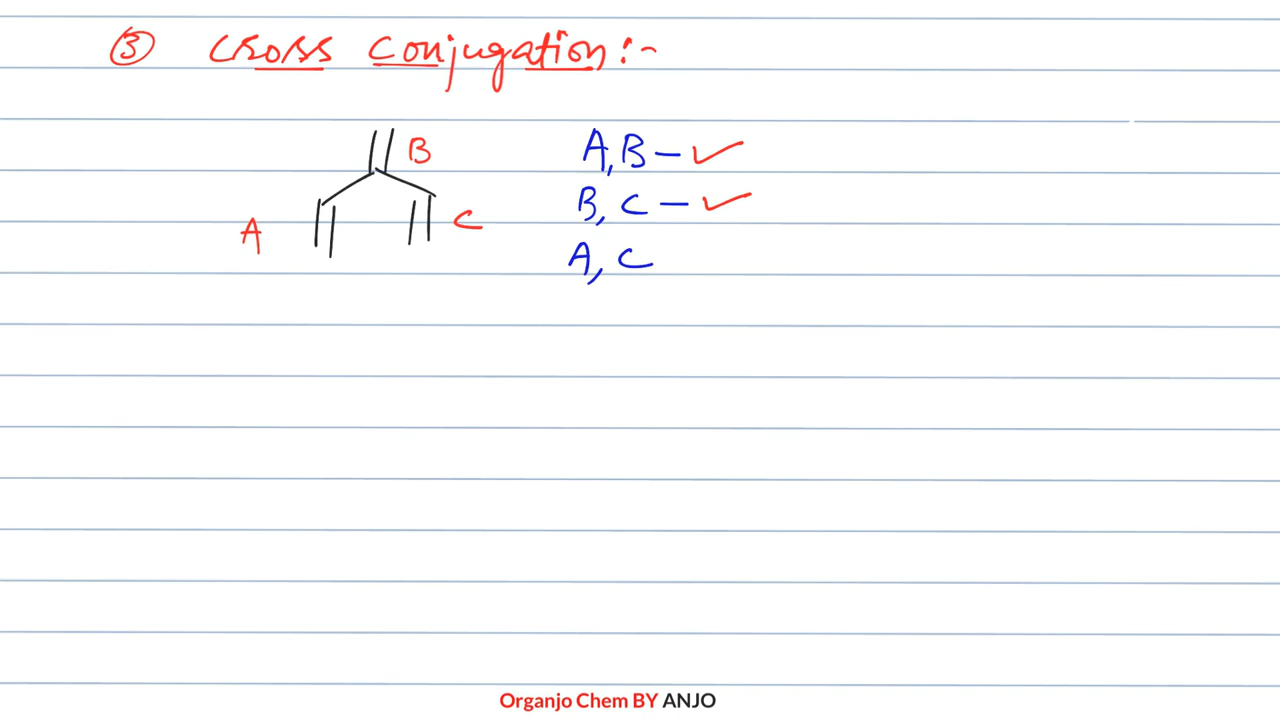 ③ Cross Conjugation :-
B
A
C
A, B – ✓
B, C – ✓
A, C
Organjo Chem BY ANJO